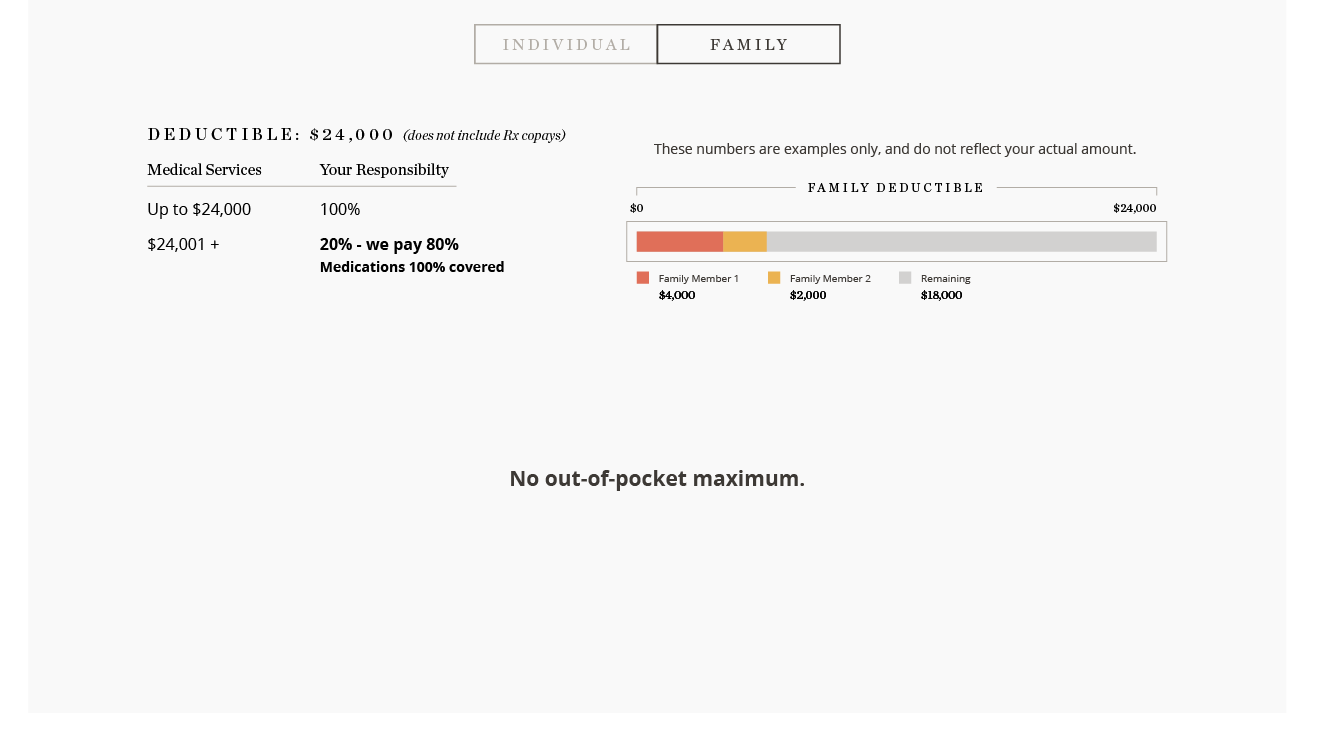 INDIVIDUAL FAMILY
DEDUCTIBLE: $24,000 (does not include Rx copays)
Medical Services Your Responsibilty
Up to $24,000 100%
$24,001 + 20% - we pay 80%
Medications 100% covered
These numbers are examples only, and do not reflect your actual amount.
FAMILY DEDUCTIBLE
$0 $24,000
Family Member 1 Family Member 2 Remaining
$4,000 $2,000 $18,000
No out-of-pocket maximum.